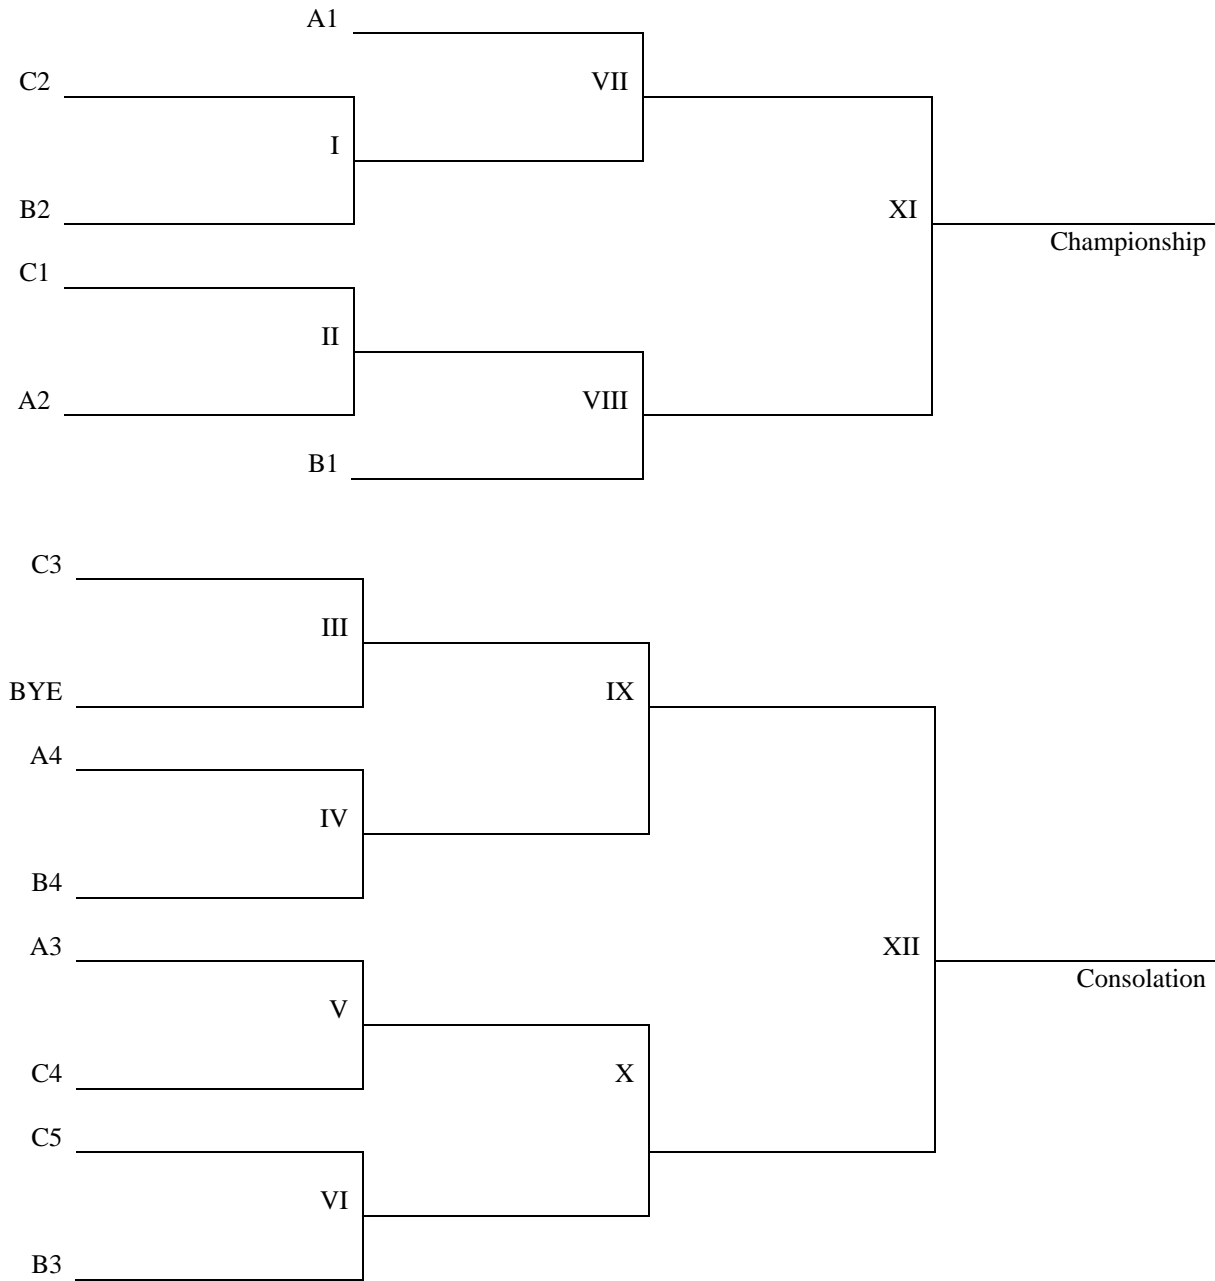 A1
C2
VII
I
B2
XI
Championship
C1
II
A2
VIII
B1
C3
III
BYE
IX
A4
IV
B4
A3
XII
Consolation
V
C4
X
C5
VI
B3